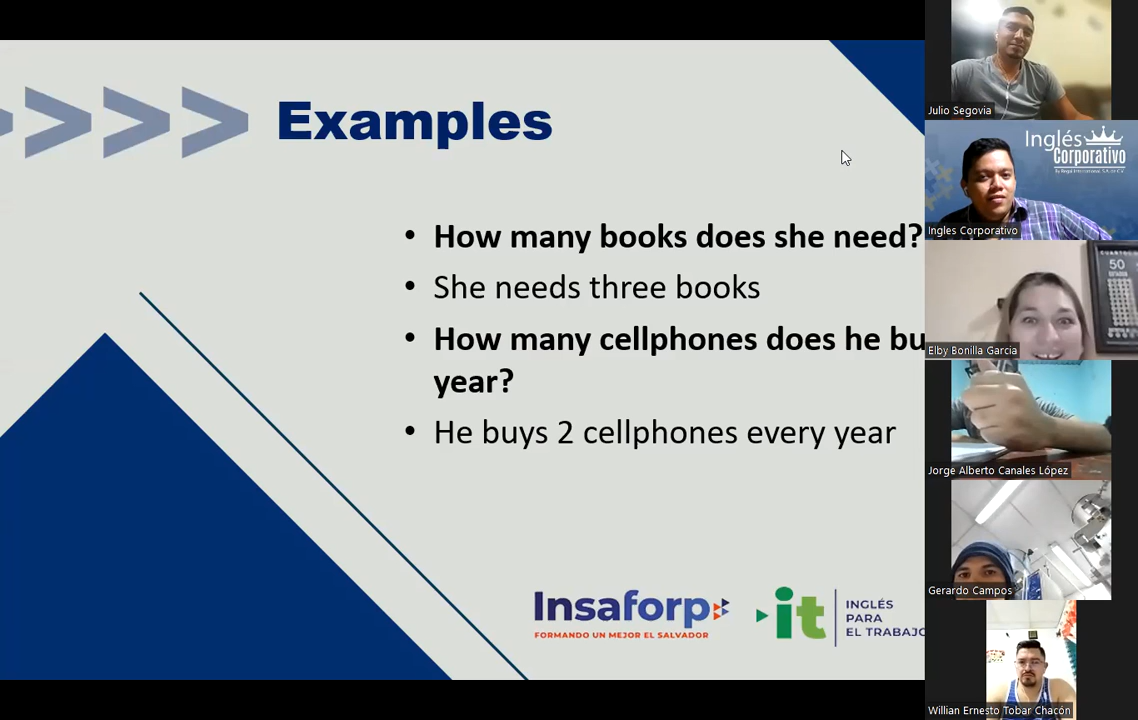 Examples
• How many books does she need?
• She needs three books
• How many cellphones does he bu
year?
• He buys 2 cellphones every year
Insaforp
FORMANDO UN MEJOR EL SALVADOR
it
INGLÉS
PARA
EL TRABAJO
Julio Segovia
Inglés
Corporativo
Ingles Corporativo
50
Elby Bonilla Garcia
Jorge Alberto Canales López
Gerardo Campos
Willian Ernesto Tobar Chacón